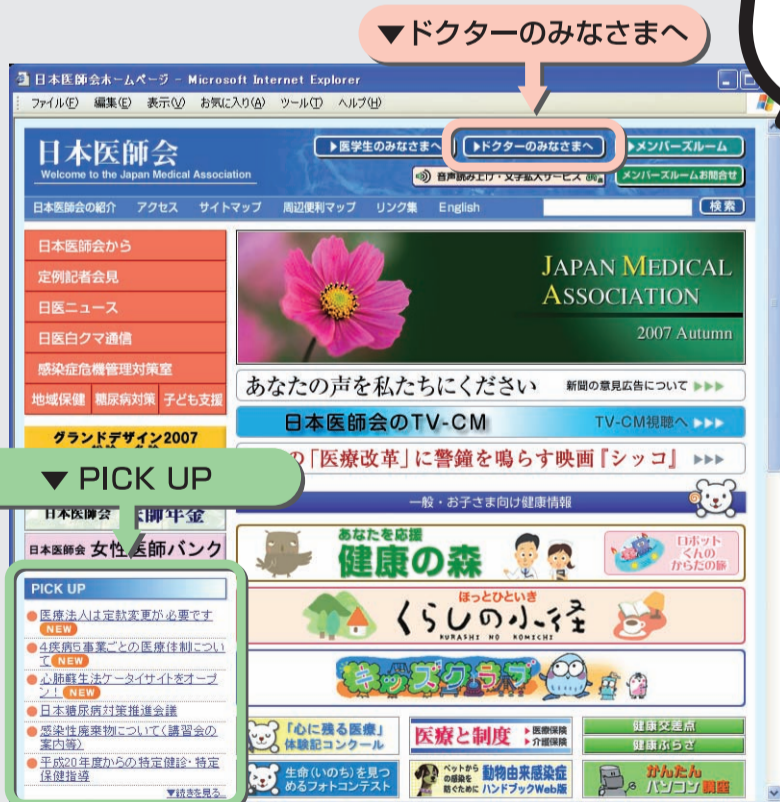 ▼ドクターのみなさまへ
日本医師会ホームページ - Microsoft Internet Explorer
ファイル(F) 編集(E) 表示(V) お気に入り(A) ツール(T) ヘルプ(H)
日本医師会
Welcome to the Japan Medical Association
▶医学生のみなさまへ ▶ドクターのみなさまへ ▶メンバーズルーム
音声読み上げ・文字拡大サービス メンバーズルームお問合せ
日本医師会の紹介 アクセス サイトマップ 周辺便利マップ リンク集 English 検索
日本医師会から
定例記者会見
日医ニュース
日医白クマ通信
感染症危機管理対策室
地域保健 糖尿病対策 子ども支援
JAPAN MEDICAL
ASSOCIATION
2007 Autumn
あなたの声を私たちにください 新聞の意見広告について ▶▶▶
日本医師会のTV-CM TV-CM視聴へ ▶▶▶
「医療改革」に警鐘を鳴らす映画『シッコ』 ▶▶▶
グランドデザイン2007
▼ PICK UP
日本医師会 医師年金
日本医師会 女性医師バンク
一般・お子さま向け健康情報
あなたを応援
健康の森
ロボット
くんの
からだの旅
ほっとひといき
くらしの小径
KURASHI NO KOMICHI
キッズクラブ
PICK UP
●医療法人は定款変更が必要です
NEW
●4疾病5事業ごとの医療体制につい
て NEW
●心肺蘇生法ケータイサイトをオープ
ン! NEW
●日本糖尿病対策推進会議
●感染性廃棄物について(講習会の
案内等)
●平成20年度からの特定健診・特定
保健指導
▼続きを見る
「心に残る医療」
体験記コンクール
医療と制度 ▶医療保険
▶介護保険
健康交差点
健康ぷらざ
生命(いのち)を見つ
めるフォトコンテスト
ペットから
の感染を
防ぐために
動物由来感染症
ハンドブックWeb版
かんたん
パソコン講座